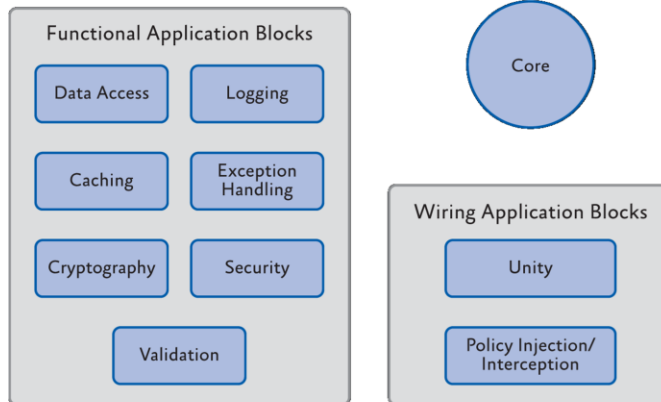 Functional Application Blocks
Data Access
Logging
Caching
Exception
Handling
Cryptography
Security
Validation
Core
Wiring Application Blocks
Unity
Policy Injection/
Interception